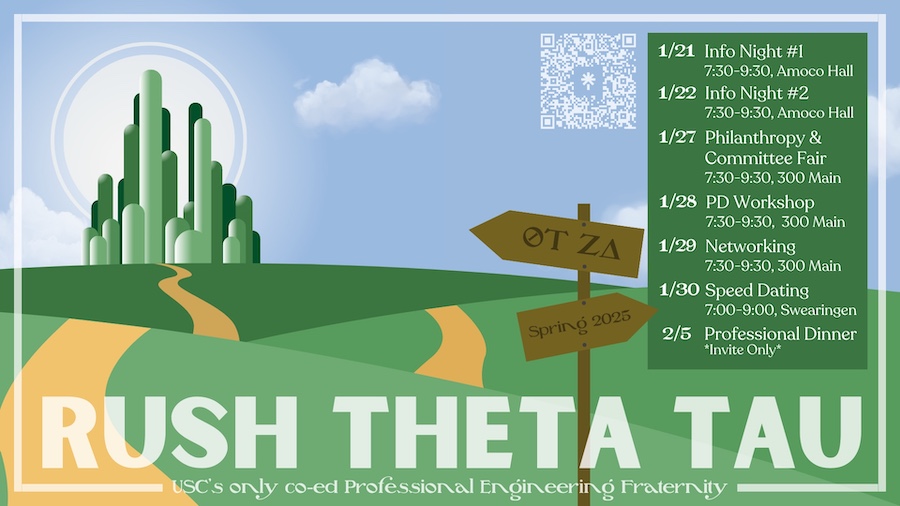 1/21 Info Night #1
7:30-9:30, Amoco Hall
1/22 Info Night #2
7:30-9:30, Amoco Hall
1/27 Philanthropy &
Committee Fair
7:30-9:30, 300 Main
1/28 PD Workshop
7:30-9:30, 300 Main
1/29 Networking
7:30-9:30, 300 Main
1/30 Speed Dating
7:00-9:00, Swearingen
2/5 Professional Dinner
*Invite Only*
ΘΤ ΖΔ
Spring 2025
RUSH THETA TAU
USC's only co-ed Professional Engineering Fraternity